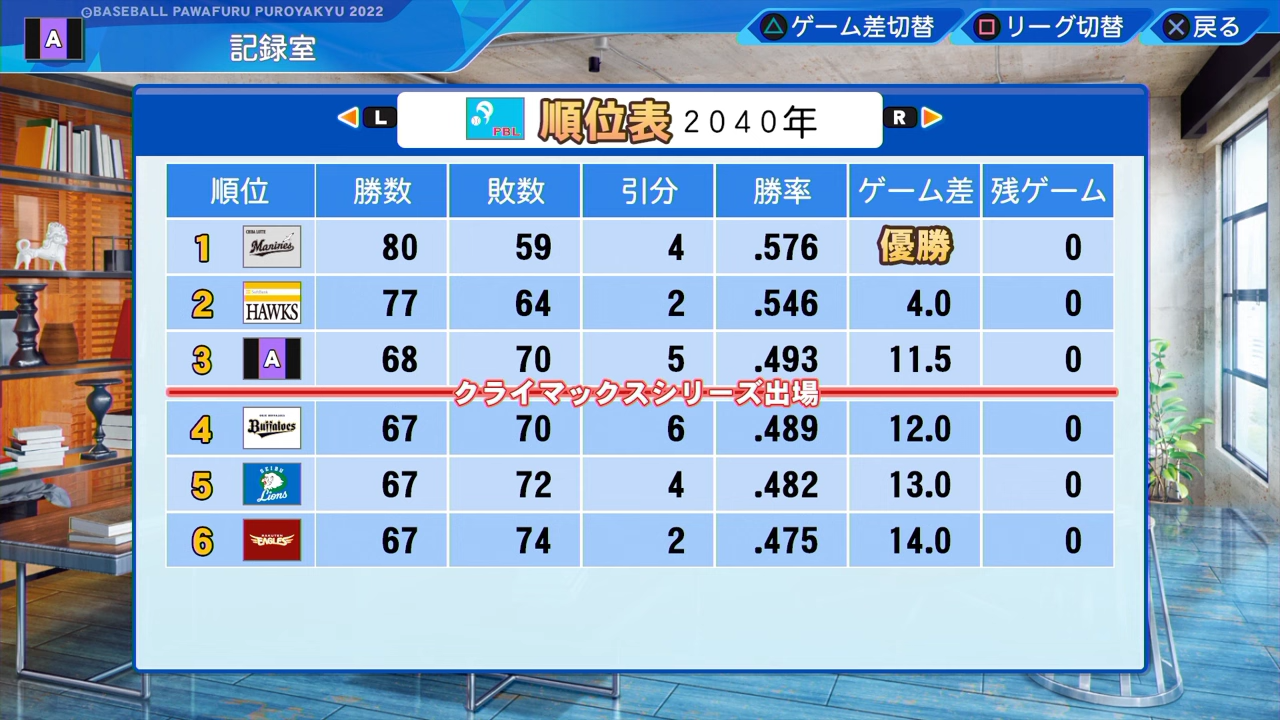 ©BASEBALL PAWAFURU PUROYAKYU 2022
A 記録室 ゲーム差切替 リーグ切替 戻る
L PBL 順位表 2040年 R
順位 勝数 敗数 引分 勝率 ゲーム差 残ゲーム
1 Marines 80 59 4 .576 優勝 0
2 HAWKS 77 64 2 .546 4.0 0
3 A 68 70 5 .493 11.5 0
クライマックスシリーズ出場
4 Buffaloes 67 70 6 .489 12.0 0
5 SEIBU Lions 67 72 4 .482 13.0 0
6 RAKUTEN EAGLES 67 74 2 .475 14.0 0